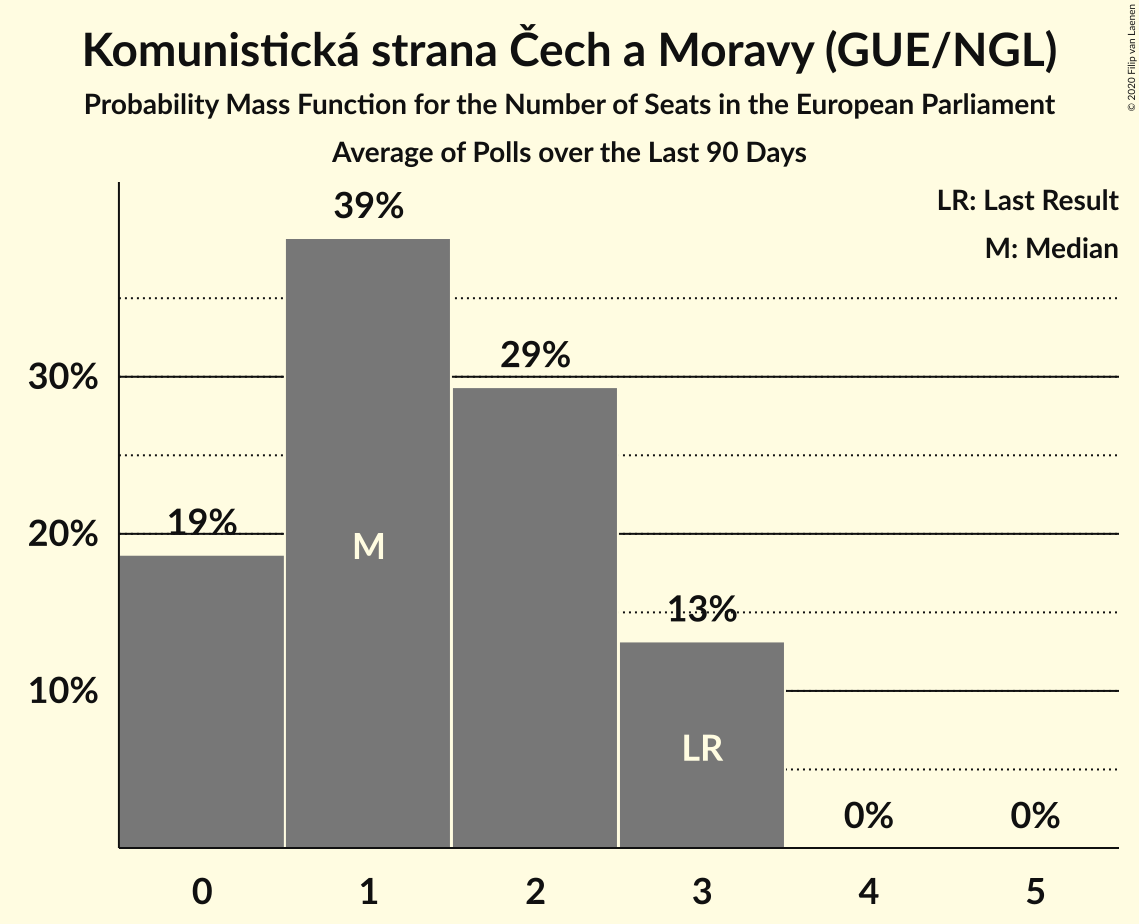 Komunistická strana Čech a Moravy (GUE/NGL)
Probability Mass Function for the Number of Seats in the European Parliament
Average of Polls over the Last 90 Days
© 2020 Filip van Laenen
LR: Last Result
M: Median
39%
29%
19%
13%
0%
0%
30%
20%
10%
M
LR
0
1
2
3
4
5